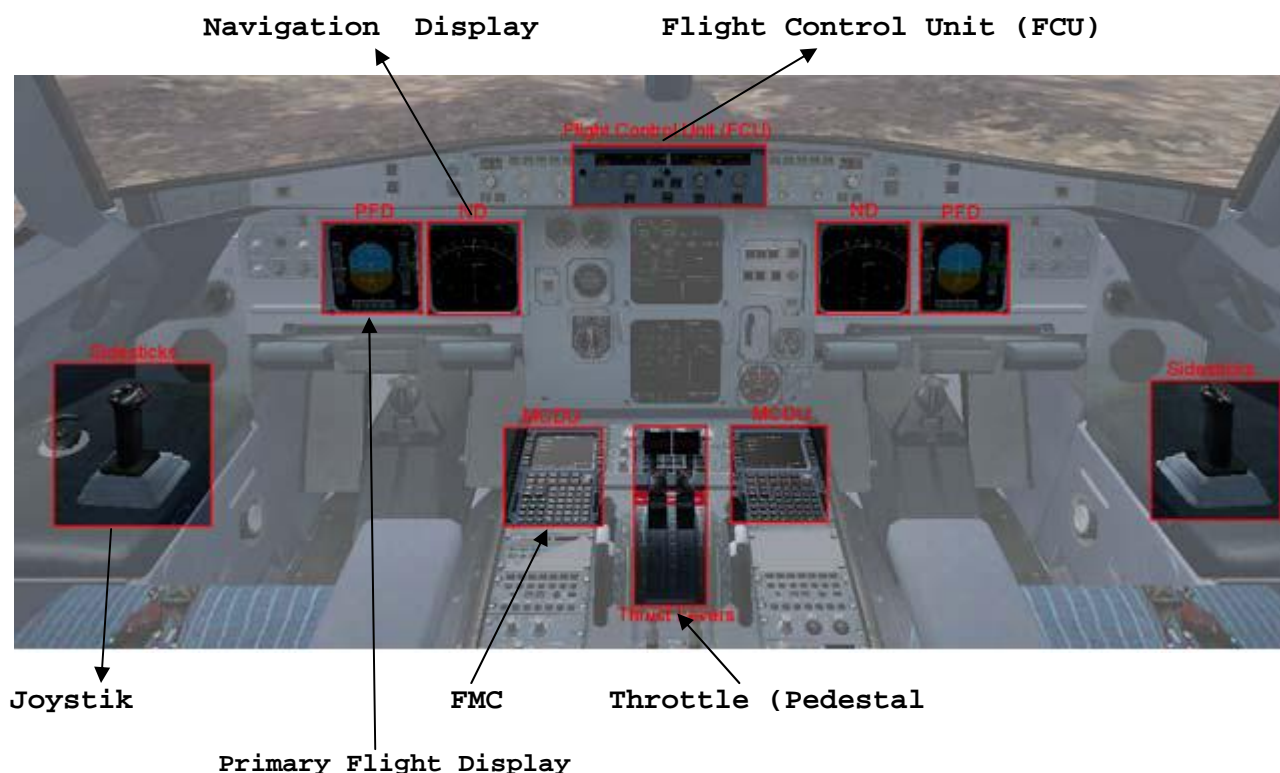 Navigation Display Flight Control Unit (FCU)
Flight Control Unit (FCU)
PFD ND ND PFD
Sidesticks Sidesticks
MCDU MCDU
Thrust Levers
Joystik FMC Throttle (Pedestal
Primary Flight Display